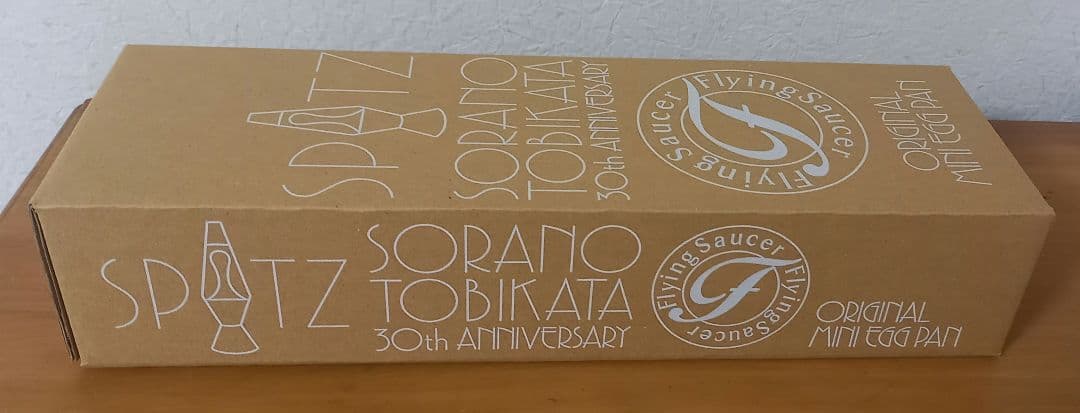 SPITZ
SORANO
TOBIKATA
30th ANNIVERSARY
Flying Saucer
Flying Saucer
F
ORIGINAL
MINI EGG PAN
SPITZ
SORANO
TOBIKATA
30th ANNIVERSARY
Flying Saucer
Flying Saucer
F
ORIGINAL
MINI EGG PAN